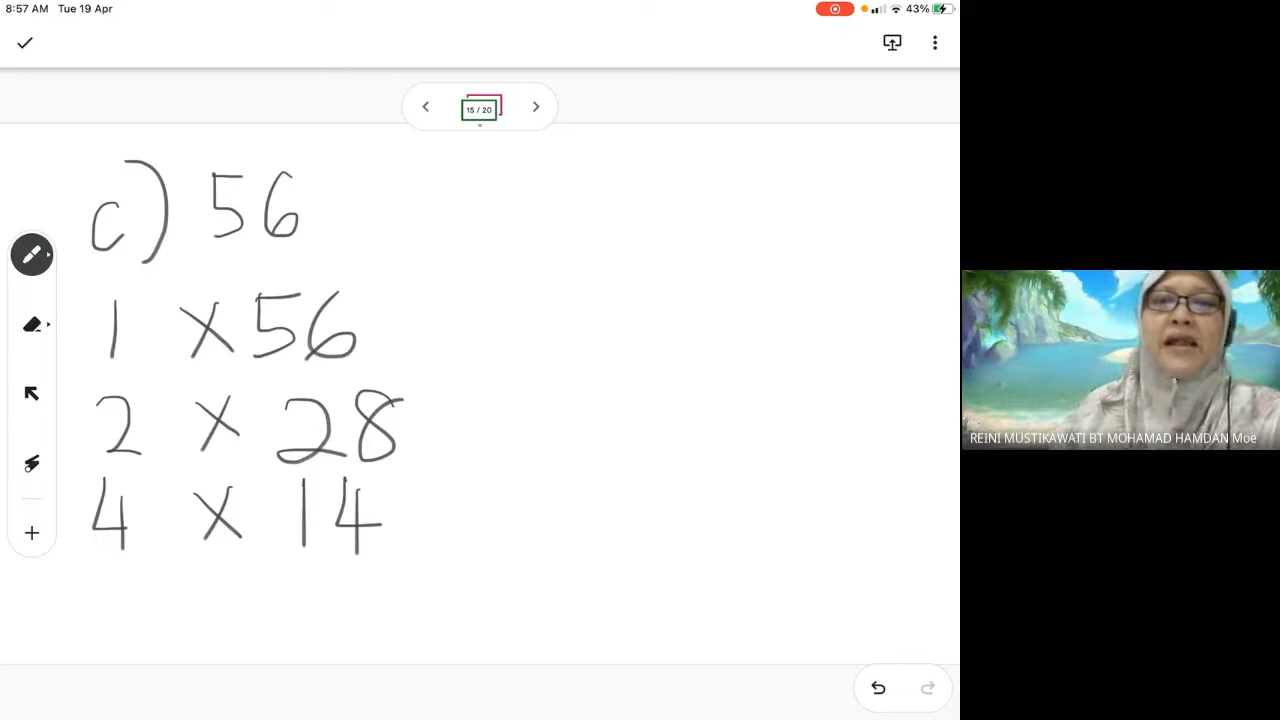 8:57 AM Tue 19 Apr
43%
15 / 20
c) 56
1 x 56
2 x 28
4 x 14
REINI MUSTIKAWATI BT MOHAMAD HAMDAN Moe